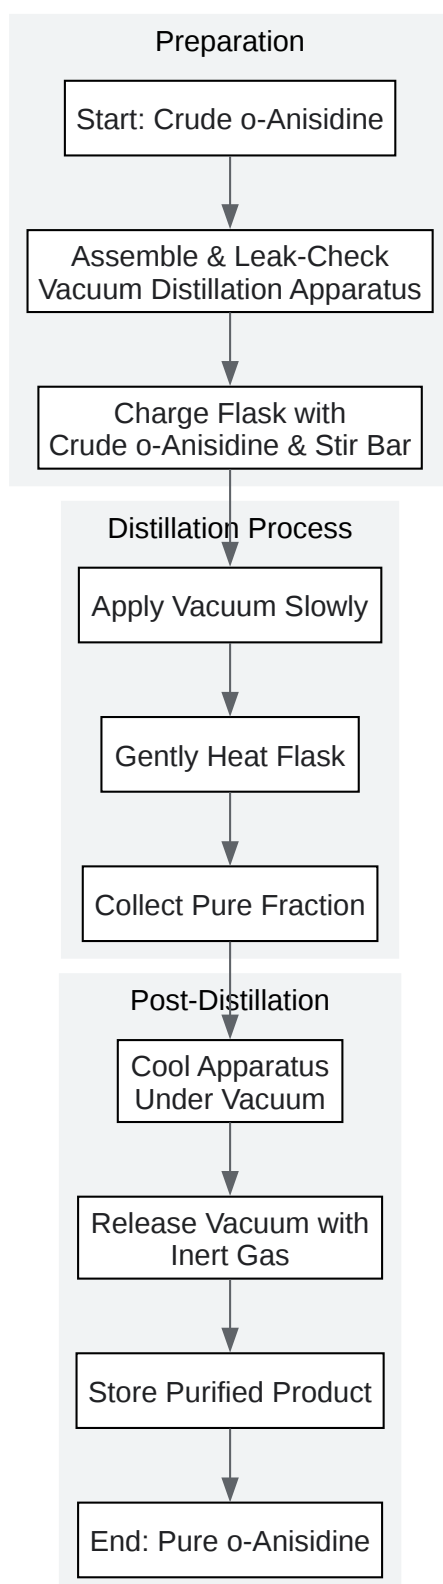 Preparation
Start: Crude o-Anisidine
Assemble & Leak-Check
Vacuum Distillation Apparatus
Charge Flask with
Crude o-Anisidine & Stir Bar
Distillation Process
Apply Vacuum Slowly
Gently Heat Flask
Collect Pure Fraction
Post-Distillation
Cool Apparatus
Under Vacuum
Release Vacuum with
Inert Gas
Store Purified Product
End: Pure o-Anisidine